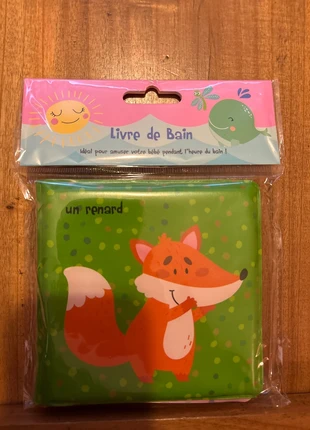 Livre de Bain
Idéal pour amuser votre bébé pendant l'heure du bain !
un renard